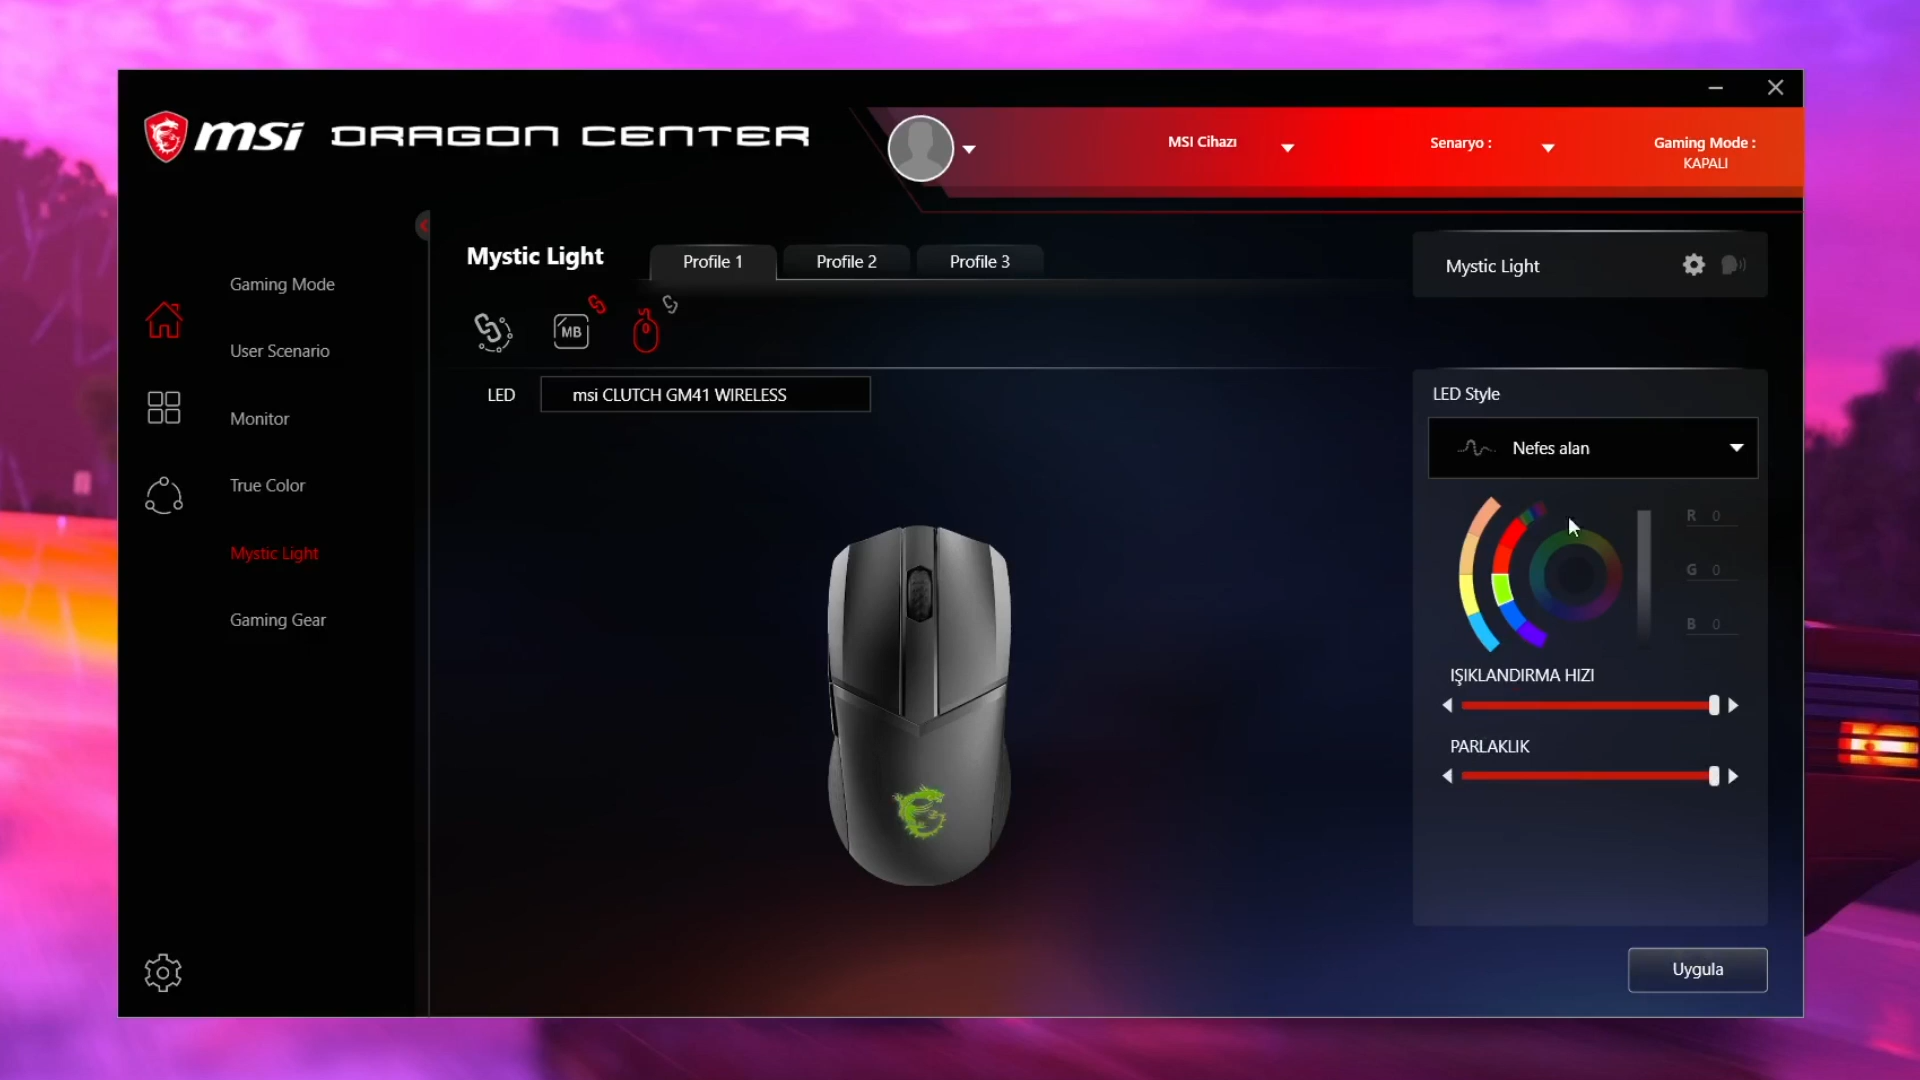 msi DRAGON CENTER
MSI Cihazı
Senaryo :
Gaming Mode :
KAPALI
Gaming Mode
User Scenario
Monitor
True Color
Mystic Light
Gaming Gear
Mystic Light
Profile 1
Profile 2
Profile 3
MB
LED
msi CLUTCH GM41 WIRELESS
Mystic Light
LED Style
Nefes alan
R 0
G 0
B 0
IŞIKLANDIRMA HIZI
PARLAKLIK
Uygula